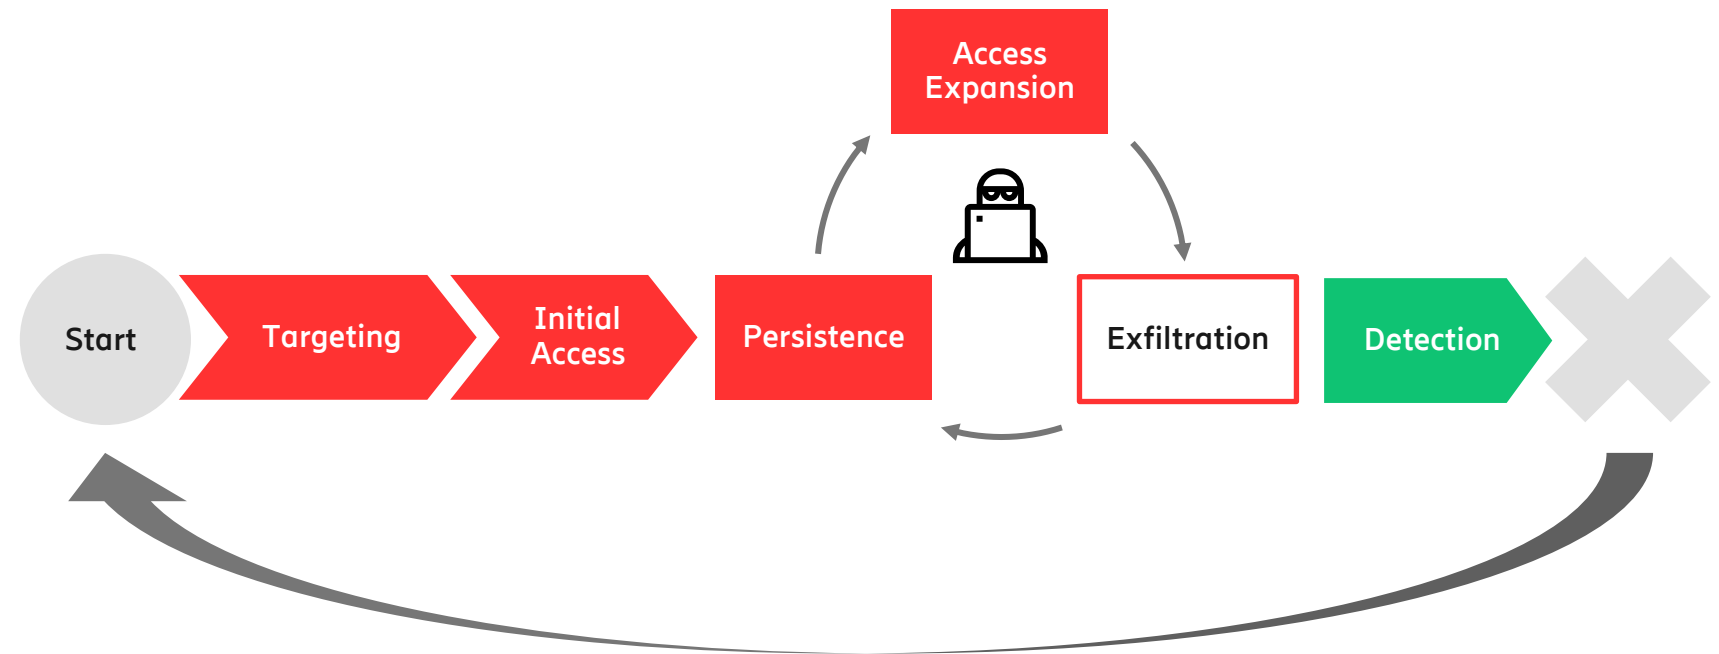 Access
Expansion
Start
Targeting
Initial
Access
Persistence
Exfiltration
Detection